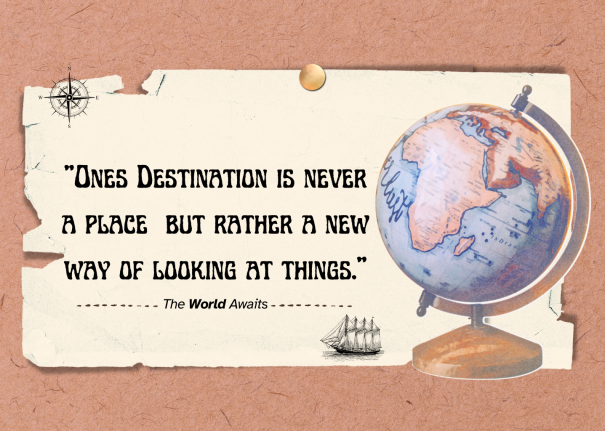 "Ones Destination is never
a place but rather a new
way of looking at things."
The World Awaits